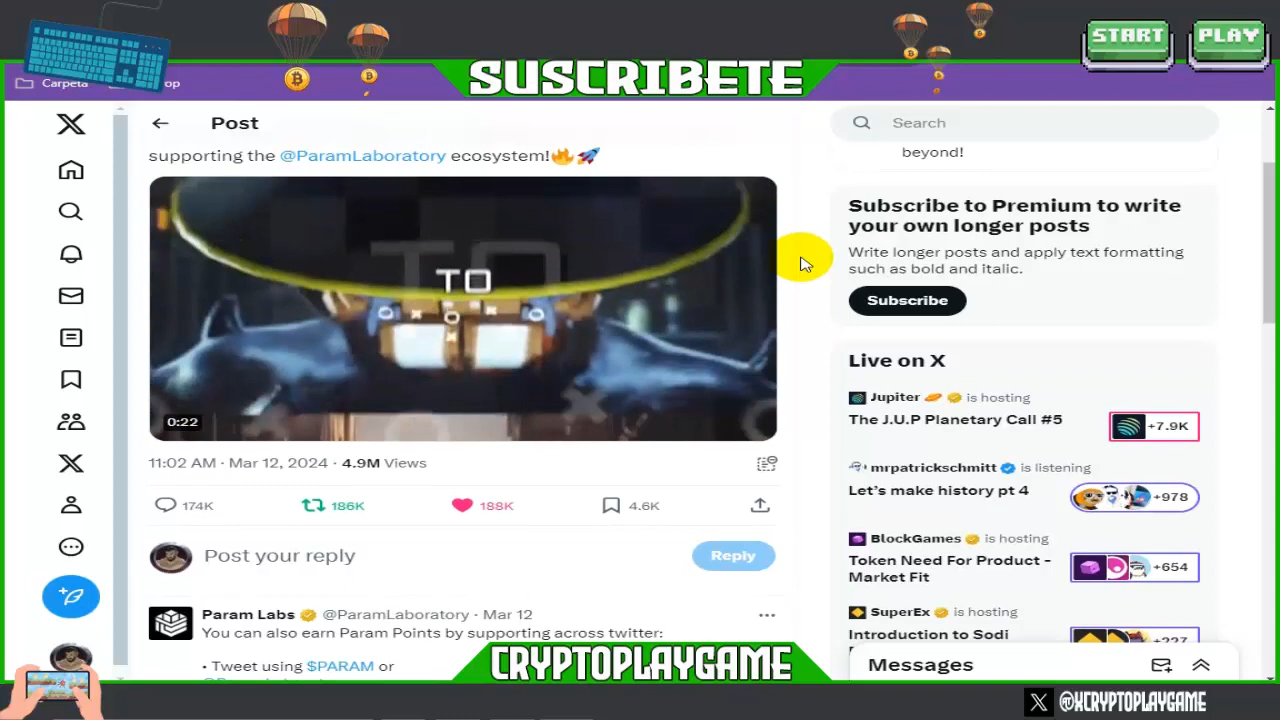 START PLAY
SUSCRIBETE
Carpeta
Post
supporting the @ParamLaboratory ecosystem!🔥🚀
TO
0:22
11:02 AM · Mar 12, 2024 · 4.9M Views
174K 186K 188K 4.6K
Post your reply
Reply
Param Labs @ParamLaboratory · Mar 12
You can also earn Param Points by supporting across twitter:
• Tweet using $PARAM or
Search
beyond!
Subscribe to Premium to write
your own longer posts
Write longer posts and apply text formatting
such as bold and italic.
Subscribe
Live on X
Jupiter 🪐 is hosting
The J.U.P Planetary Call #5
+7.9K
mrpatrickschmitt is listening
Let's make history pt 4
+978
BlockGames is hosting
Token Need For Product -
Market Fit
+654
SuperEx is hosting
Introduction to Sodi
+227
Messages
CRYPTOPLAYGAME
@XCRYPTOPLAYGAME